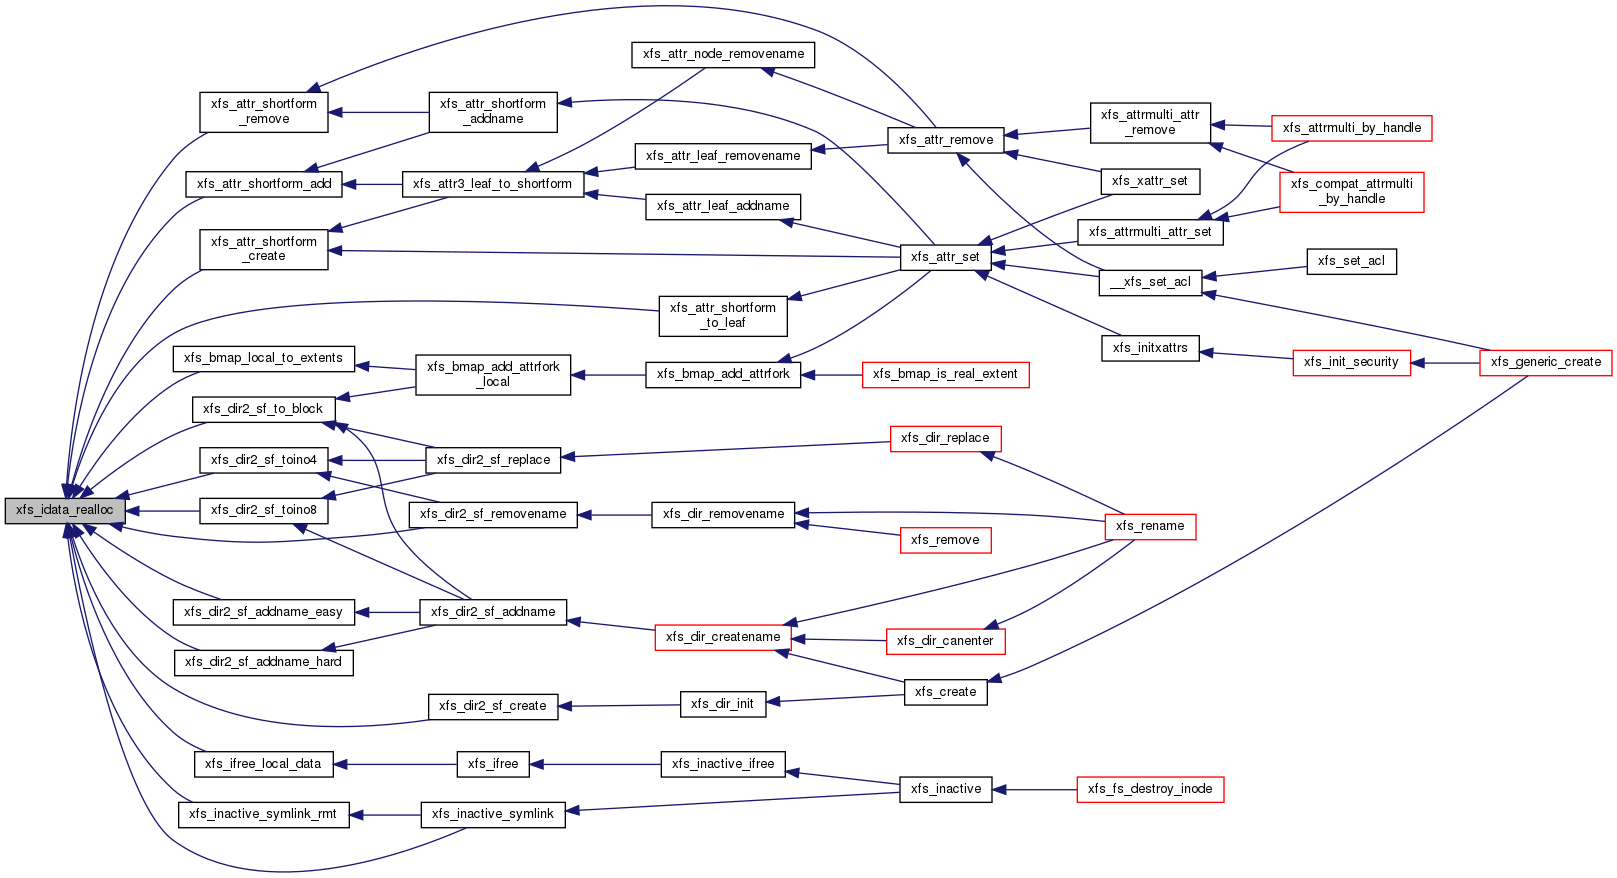 xfs_attr_node_removename
xfs_attr_shortform
_remove
xfs_attr_shortform
_addname
xfs_attrmulti_attr
_remove
xfs_attrmulti_by_handle
xfs_attr_remove
xfs_attr_leaf_removename
xfs_attr_shortform_add
xfs_attr3_leaf_to_shortform
xfs_xattr_set
xfs_compat_attrmulti
_by_handle
xfs_attr_leaf_addname
xfs_attrmulti_attr_set
xfs_attr_shortform
_create
xfs_attr_set
xfs_set_acl
__xfs_set_acl
xfs_attr_shortform
_to_leaf
xfs_initxattrs
xfs_bmap_local_to_extents
xfs_bmap_add_attrfork
_local
xfs_bmap_add_attrfork
xfs_bmap_is_real_extent
xfs_init_security
xfs_generic_create
xfs_dir2_sf_to_block
xfs_dir_replace
xfs_dir2_sf_toino4
xfs_dir2_sf_replace
xfs_idata_realloc
xfs_dir2_sf_toino8
xfs_dir2_sf_removename
xfs_dir_removename
xfs_rename
xfs_remove
xfs_dir2_sf_addname_easy
xfs_dir2_sf_addname
xfs_dir_createname
xfs_dir_canenter
xfs_dir2_sf_addname_hard
xfs_create
xfs_dir2_sf_create
xfs_dir_init
xfs_ifree_local_data
xfs_ifree
xfs_inactive_ifree
xfs_inactive
xfs_fs_destroy_inode
xfs_inactive_symlink_rmt
xfs_inactive_symlink